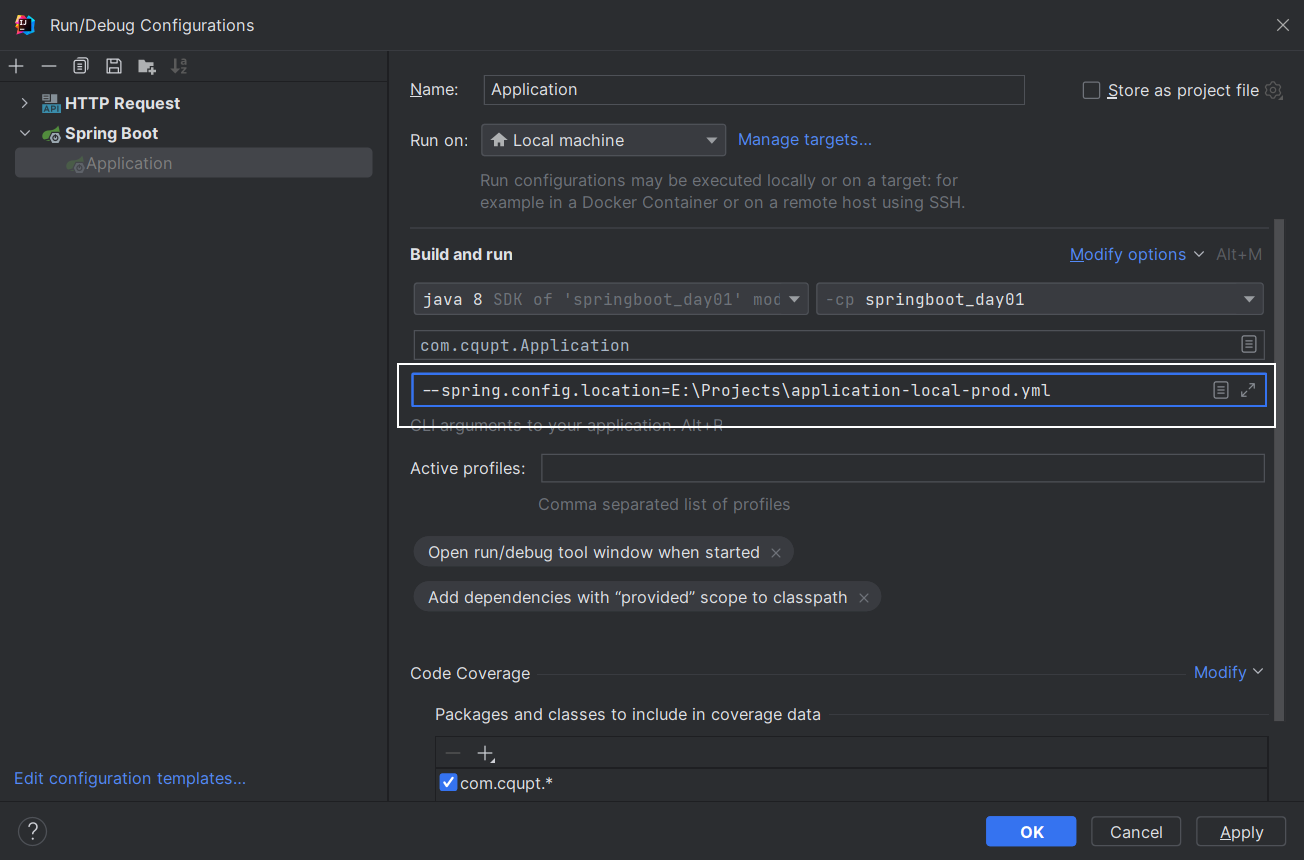 Run/Debug Configurations
HTTP Request
Spring Boot
Application
Edit configuration templates...
Name: Application
Store as project file
Run on: Local machine Manage targets...
Run configurations may be executed locally or on a target: for
example in a Docker Container or on a remote host using SSH.
Build and run Modify options Alt+M
java 8 SDK of 'springboot_day01' moc -cp springboot_day01
com.cqupt.Application
--spring.config.location=E:\Projects\application-local-prod.yml
CLI arguments to your application. Alt+R
Active profiles:
Comma separated list of profiles
Open run/debug tool window when started
Add dependencies with “provided” scope to classpath
Code Coverage Modify
Packages and classes to include in coverage data
com.cqupt.*
? OK Cancel Apply